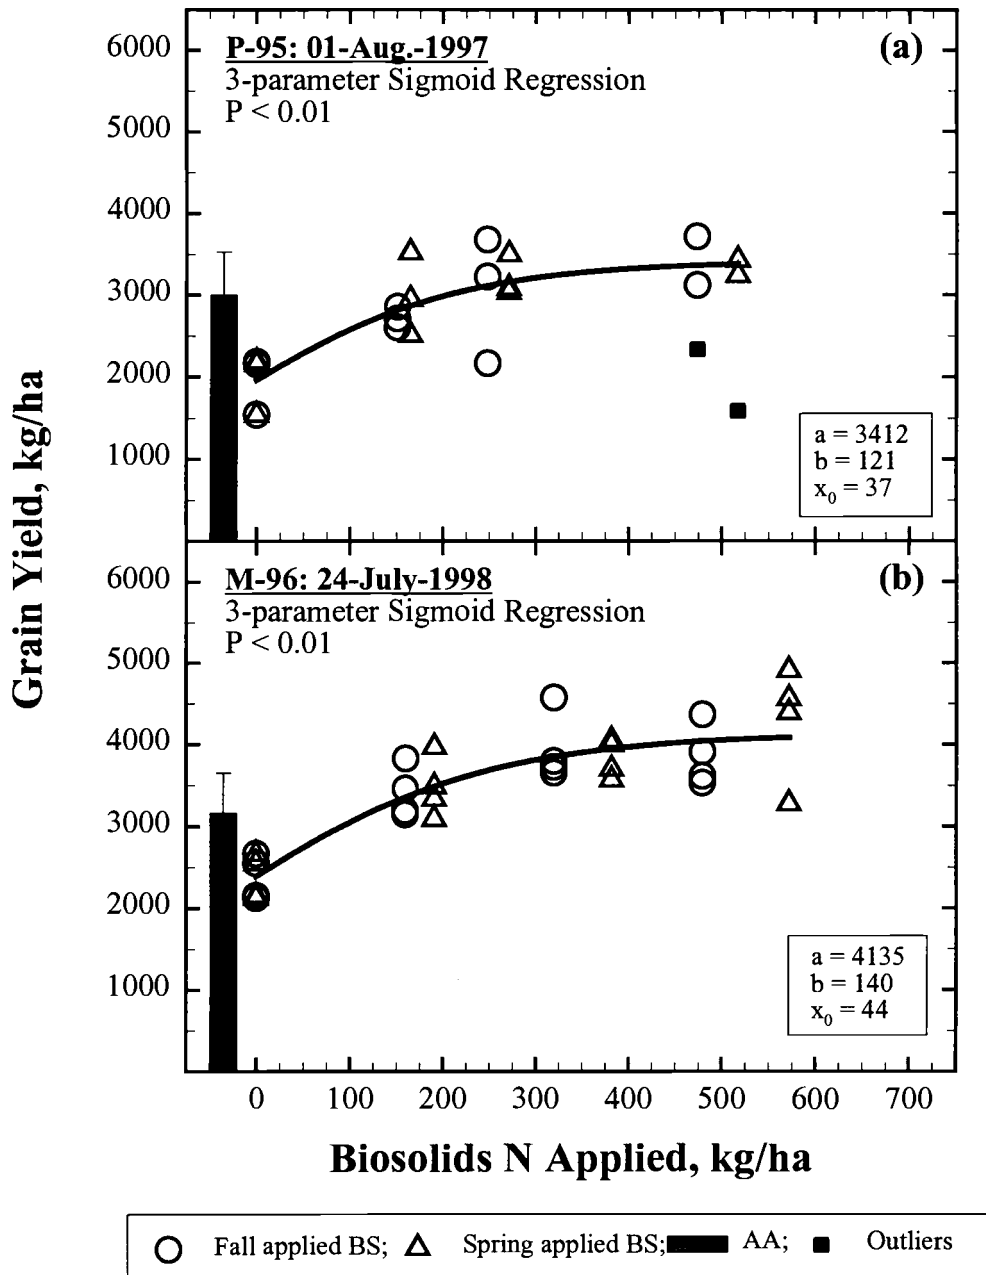 Grain Yield, kg/ha
P-95: 01-Aug.-1997
(a)
3-parameter Sigmoid Regression
P < 0.01
6000
5000
4000
3000
2000
1000
a = 3412
b = 121
x₀ = 37
M-96: 24-July-1998
(b)
3-parameter Sigmoid Regression
P < 0.01
6000
5000
4000
3000
2000
1000
a = 4135
b = 140
x₀ = 44
0 100 200 300 400 500 600 700
Biosolids N Applied, kg/ha
Fall applied BS; Spring applied BS; AA; Outliers